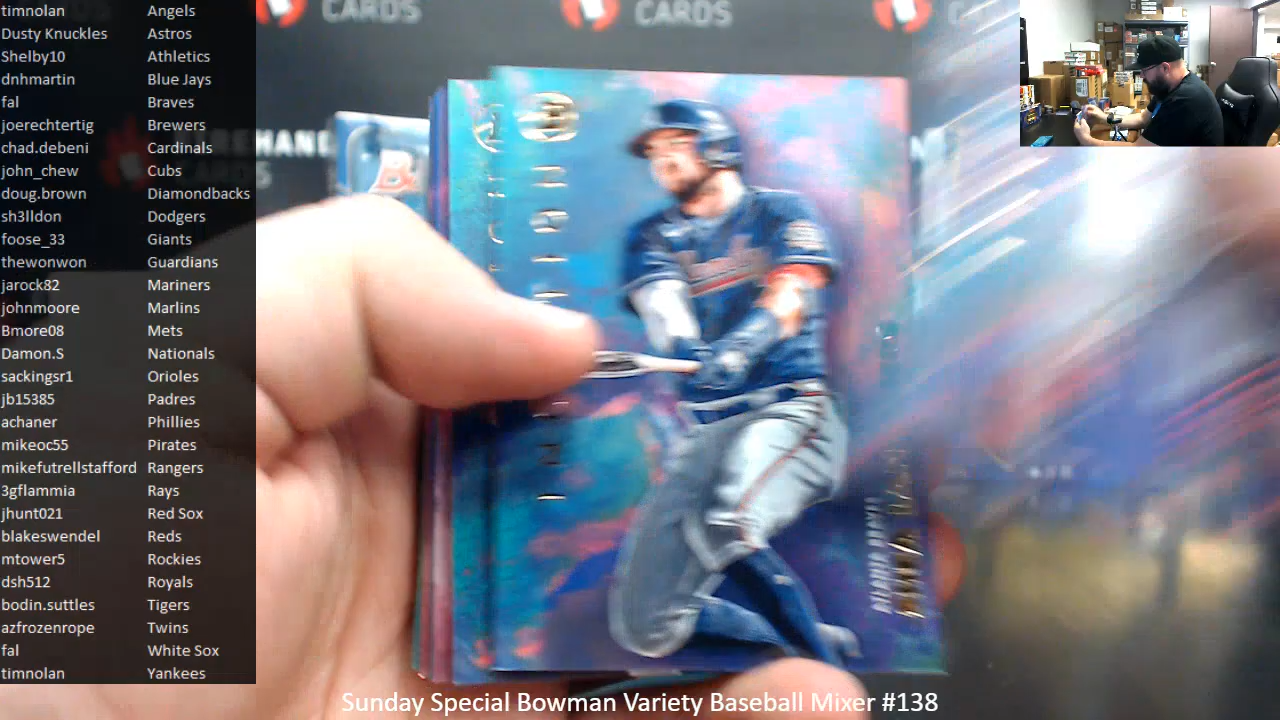 timnolan Angels
Dusty Knuckles Astros
Shelby10 Athletics
dnhmartin Blue Jays
fal Braves
joerechtertig Brewers
chad.debeni Cardinals
john_chew Cubs
doug.brown Diamondbacks
sh3lldon Dodgers
foose_33 Giants
thewonwon Guardians
jarock82 Mariners
johnmoore Marlins
Bmore08 Mets
Damon.S Nationals
sackingsr1 Orioles
jb15385 Padres
achaner Phillies
mikeoc55 Pirates
mikefutrellstafford Rangers
3gflammia Rays
jhunt021 Red Sox
blakeswendel Reds
mtower5 Rockies
dsh512 Royals
bodin.suttles Tigers
azfrozenrope Twins
fal White Sox
timnolan Yankees
CARDS
CARDS
CARDS
Sunday Special Bowman Variety Baseball Mixer #138